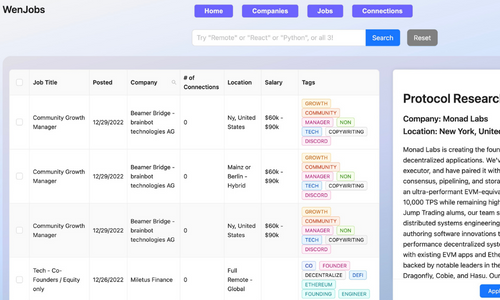 WenJobs
Home
Companies
Jobs
Connections
Try "Remote" or "React" or "Python", or all 3!
Search
Reset
Job Title
Posted
Company
# of
Connections
Location
Salary
Tags
Community Growth
Manager
12/29/2022
Beamer Bridge -
brainbot
technologies AG
0
Ny, United
States
$60k -
$90k
GROWTH
COMMUNITY
MANAGER
NON
TECH
COPYWRITING
DISCORD
Community Growth
Manager
12/29/2022
Beamer Bridge -
brainbot
technologies AG
0
Mainz or
Berlin -
Hybrid
$60k -
$90k
GROWTH
COMMUNITY
MANAGER
NON
TECH
COPYWRITING
DISCORD
Community Growth
Manager
12/29/2022
Beamer Bridge -
brainbot
technologies AG
0
Ny, United
States
$60k -
$90k
GROWTH
COMMUNITY
MANAGER
NON
TECH
COPYWRITING
DISCORD
Tech - Co-
Founders / Equity
only
12/26/2022
Miletus Finance
0
Full
Remote -
Global
CO
FOUNDER
DECENTRALIZE
DEFI
ETHEREUM
FOUNDING
ENGINEER
Protocol Researc
Company: Monad Labs
Location: New York, Unite
Monad Labs is creating the foun
decentralized applications. We'v
executor, and have paired it with
consensus, pipelining, and stora
an ultra-performant EVM-equiva
10,000 TPS while remaining high
Jump Trading alums, our team s
distributed systems engineering
authoring software innovations t
performance decentralized syste
with existing EVM apps and Ethe
backed by notable leaders in the
Dragonfly, Cobie, and Hasu. Our
Appl